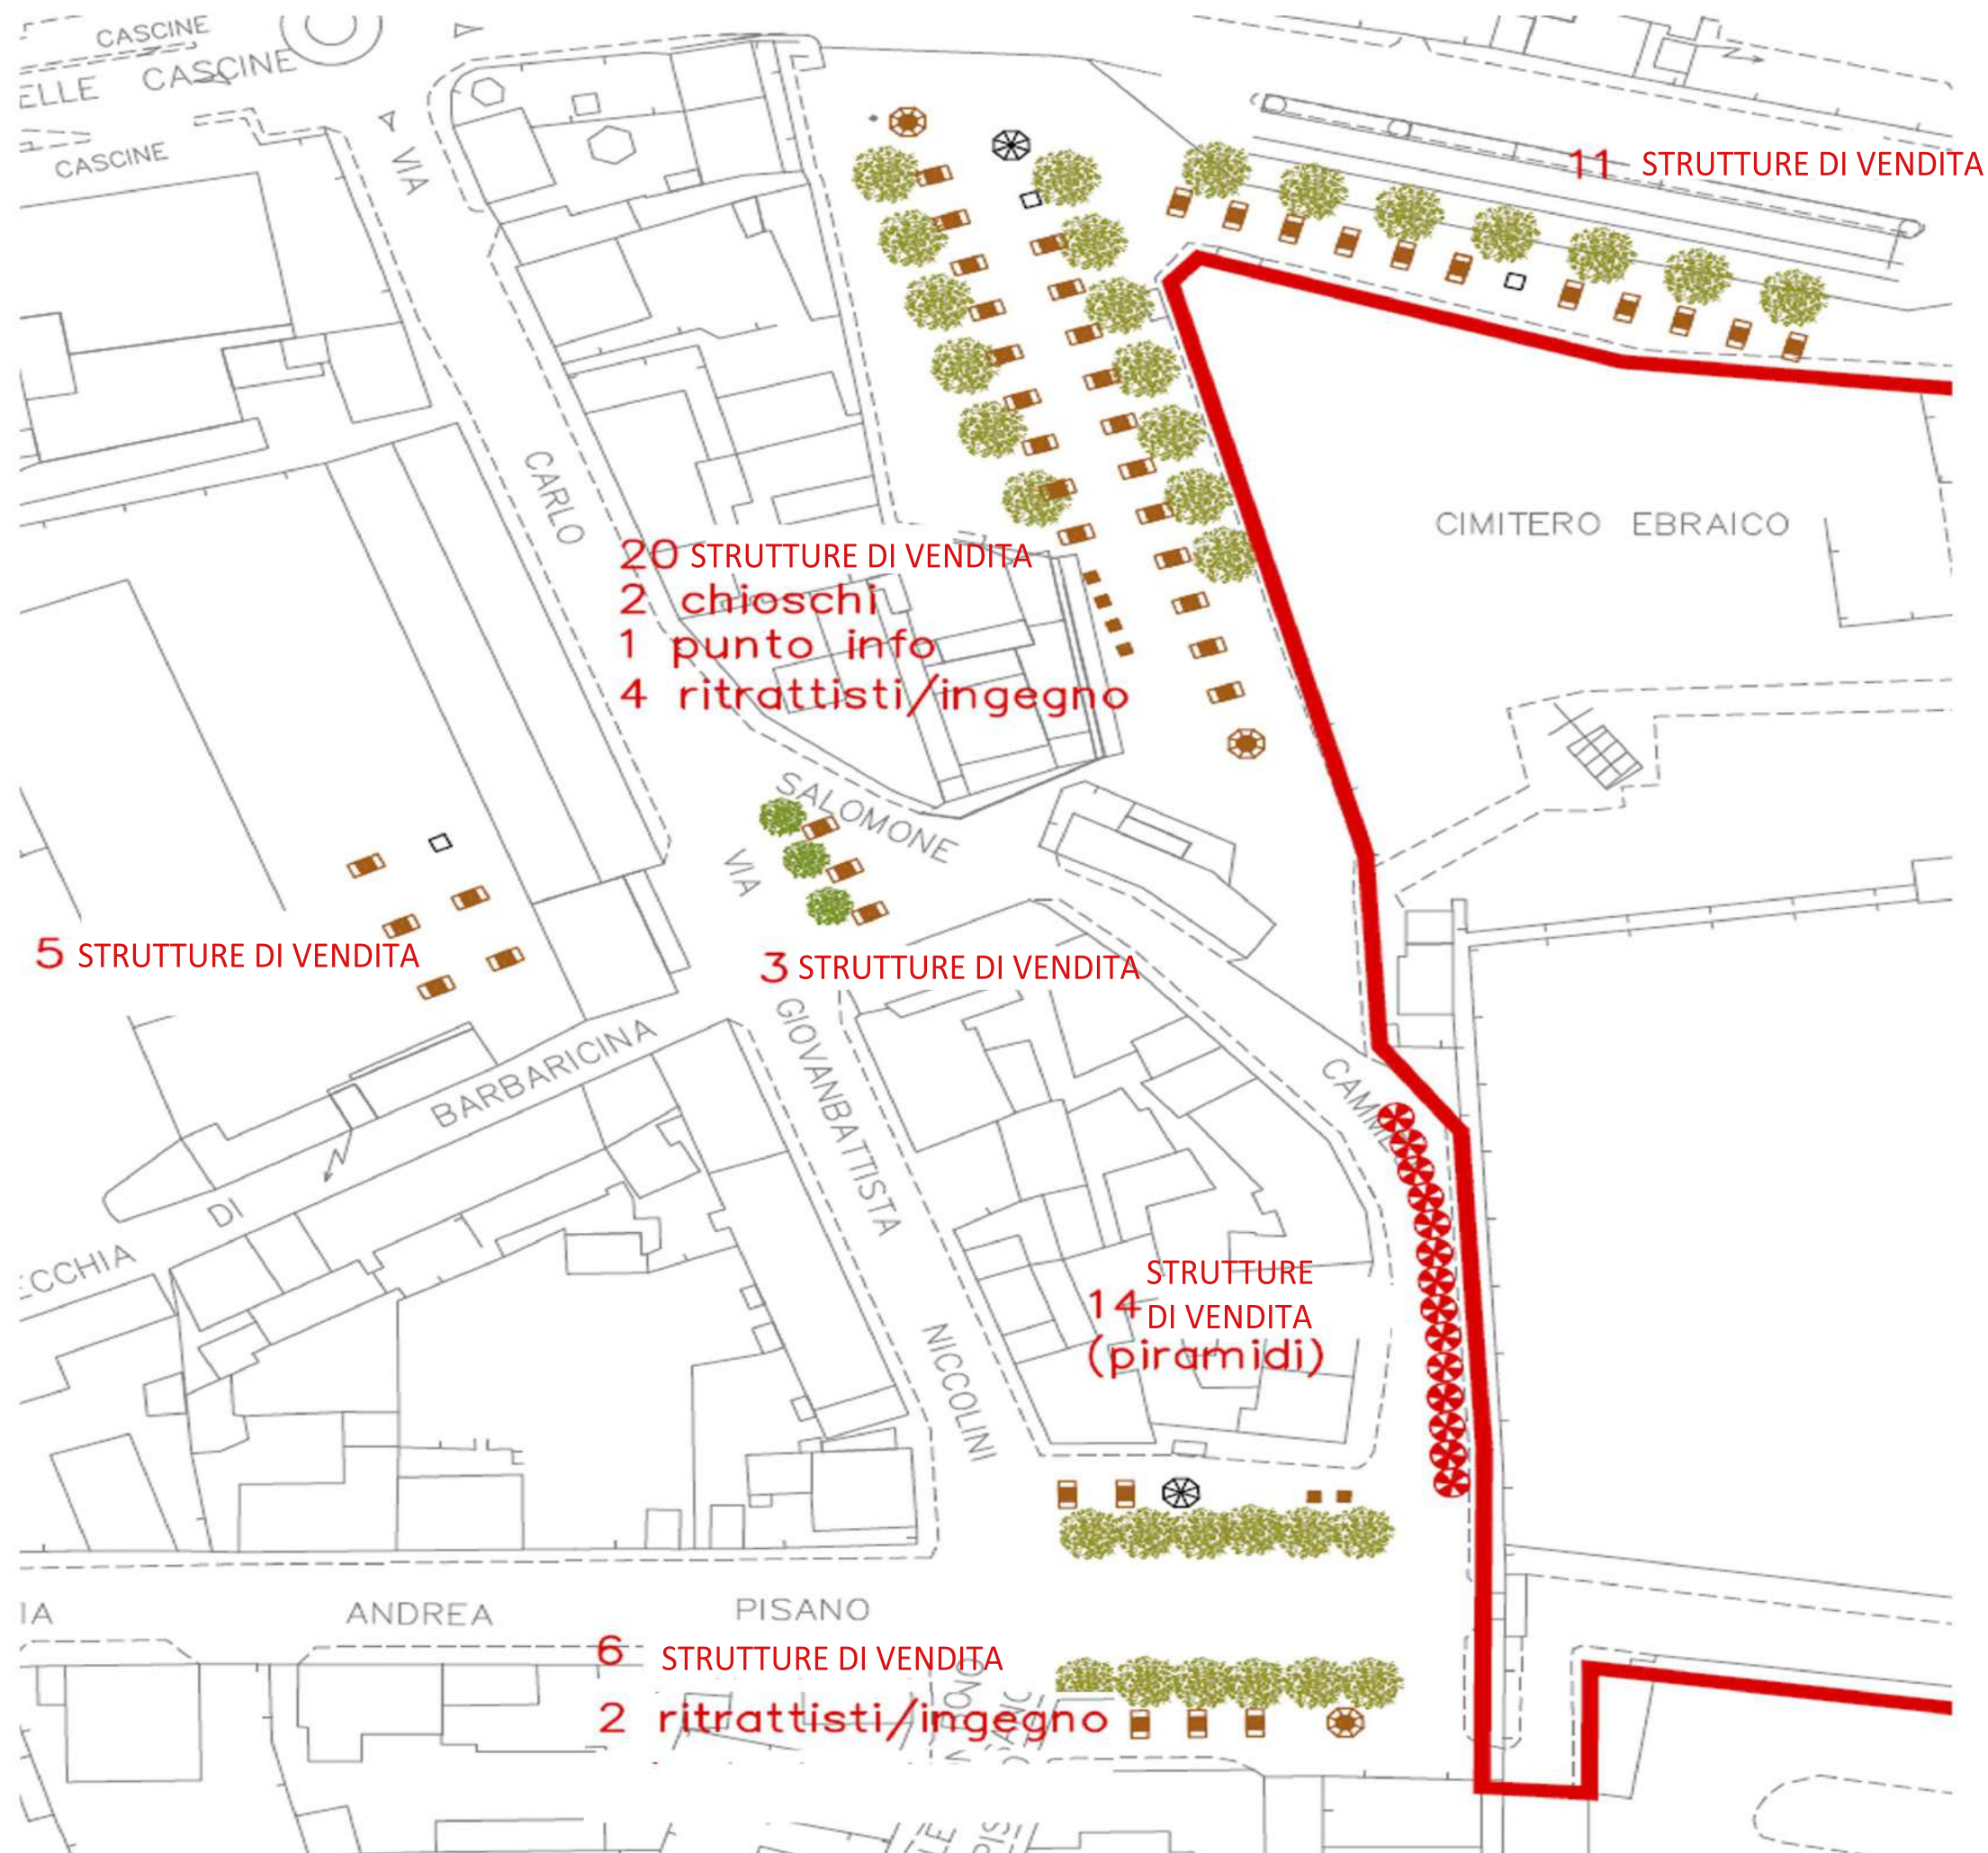 CASCINE
ELLE CASCINE
CASCINE
VIA
11 STRUTTURE DI VENDITA
CARLO
CIMITERO EBRAICO
20 STRUTTURE DI VENDITA
2 chioschi
1 punto info
4 ritrattisti/ingegno
SALOMONE
VIA
5 STRUTTURE DI VENDITA
3 STRUTTURE DI VENDITA
GIOVANBATTISTA
BARBARICINA
CAMME
DI
ECCHIA
STRUTTURE
14 DI VENDITA
(piramidi)
NICCOLINI
IA ANDREA PISANO
6 STRUTTURE DI VENDITA
2 ritrattisti/ingegno